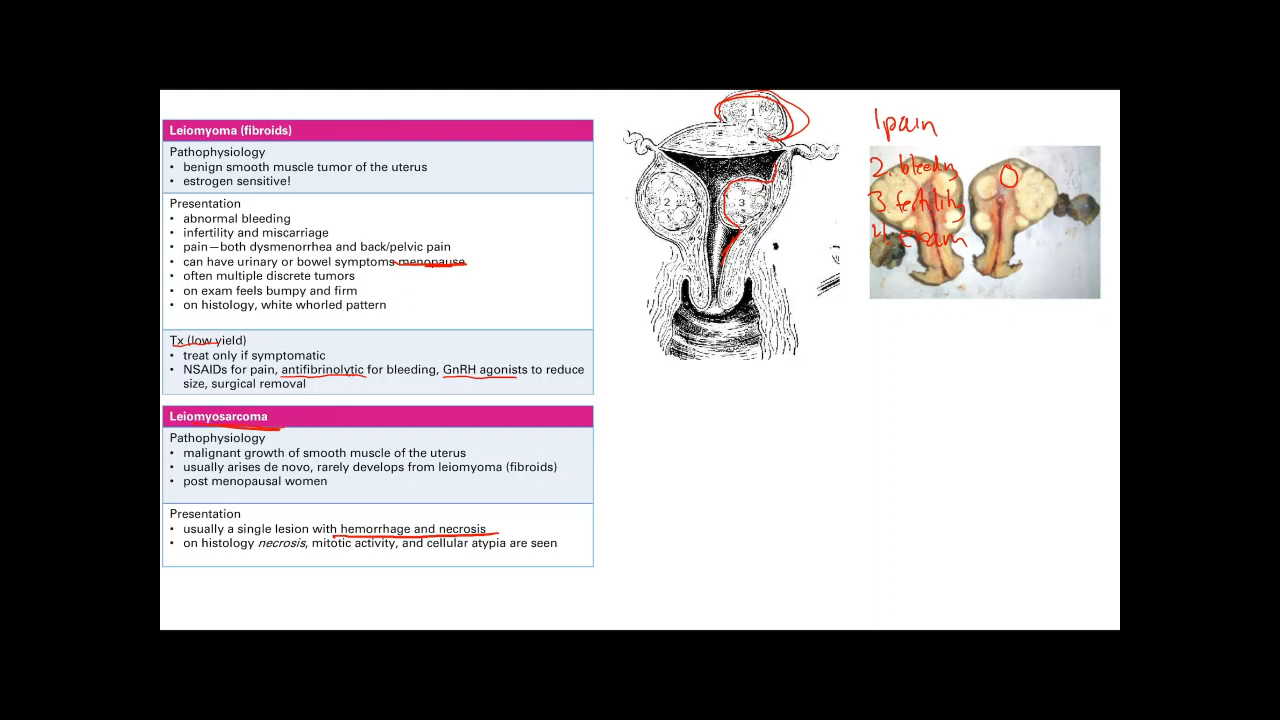 Leiomyoma (fibroids)
Pathophysiology
• benign smooth muscle tumor of the uterus
• estrogen sensitive!
Presentation
• abnormal bleeding
• infertility and miscarriage
• pain—both dysmenorrhea and back/pelvic pain
• can have urinary or bowel symptoms menopause
• often multiple discrete tumors
• on exam feels bumpy and firm
• on histology, white whorled pattern
Tx (low yield)
• treat only if symptomatic
• NSAIDs for pain, antifibrinolytic for bleeding, GnRH agonists to reduce
size, surgical removal
Leiomyosarcoma
Pathophysiology
• malignant growth of smooth muscle of the uterus
• usually arises de novo, rarely develops from leiomyoma (fibroids)
• post menopausal women
Presentation
• usually a single lesion with hemorrhage and necrosis
• on histology necrosis, mitotic activity, and cellular atypia are seen
1
2
3
1 pain
2. bleeding
3. fertility
4. exam